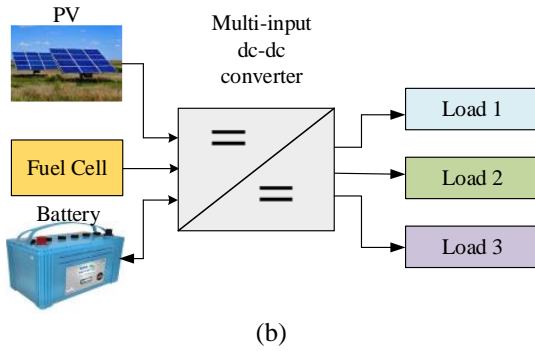 PV
Multi-input
dc-dc
converter
Load 1
Fuel Cell
Load 2
Battery
Load 3
(b)